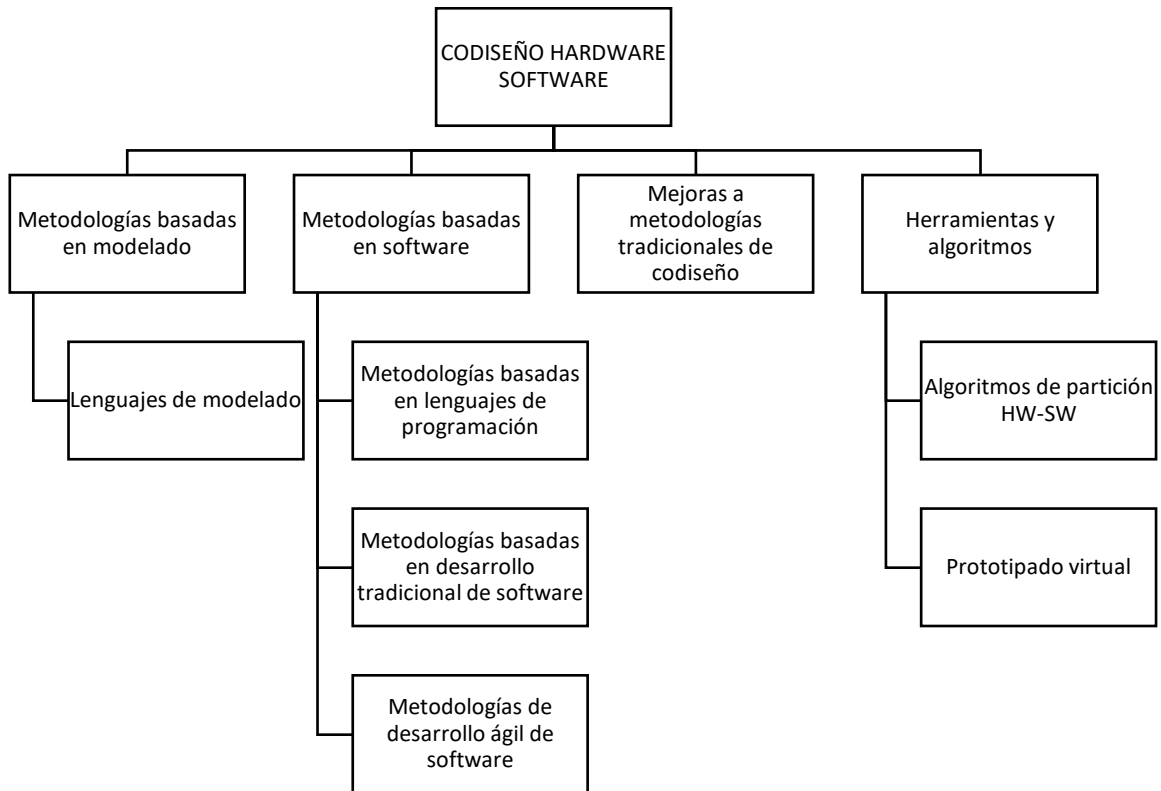 CODISEÑO HARDWARE
SOFTWARE
Metodologías basadas
en modelado
Lenguajes de modelado
Metodologías basadas
en software
Metodologías basadas
en lenguajes de
programación
Metodologías basadas
en desarrollo
tradicional de software
Metodologías de
desarrollo ágil de
software
Mejoras a
metodologías
tradicionales de
codiseño
Herramientas y
algoritmos
Algoritmos de partición
HW-SW
Prototipado virtual